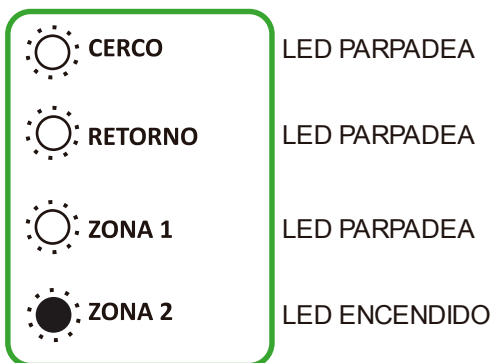 CERCO LED PARPADEA
RETORNO LED PARPADEA
ZONA 1 LED PARPADEA
ZONA 2 LED ENCENDIDO